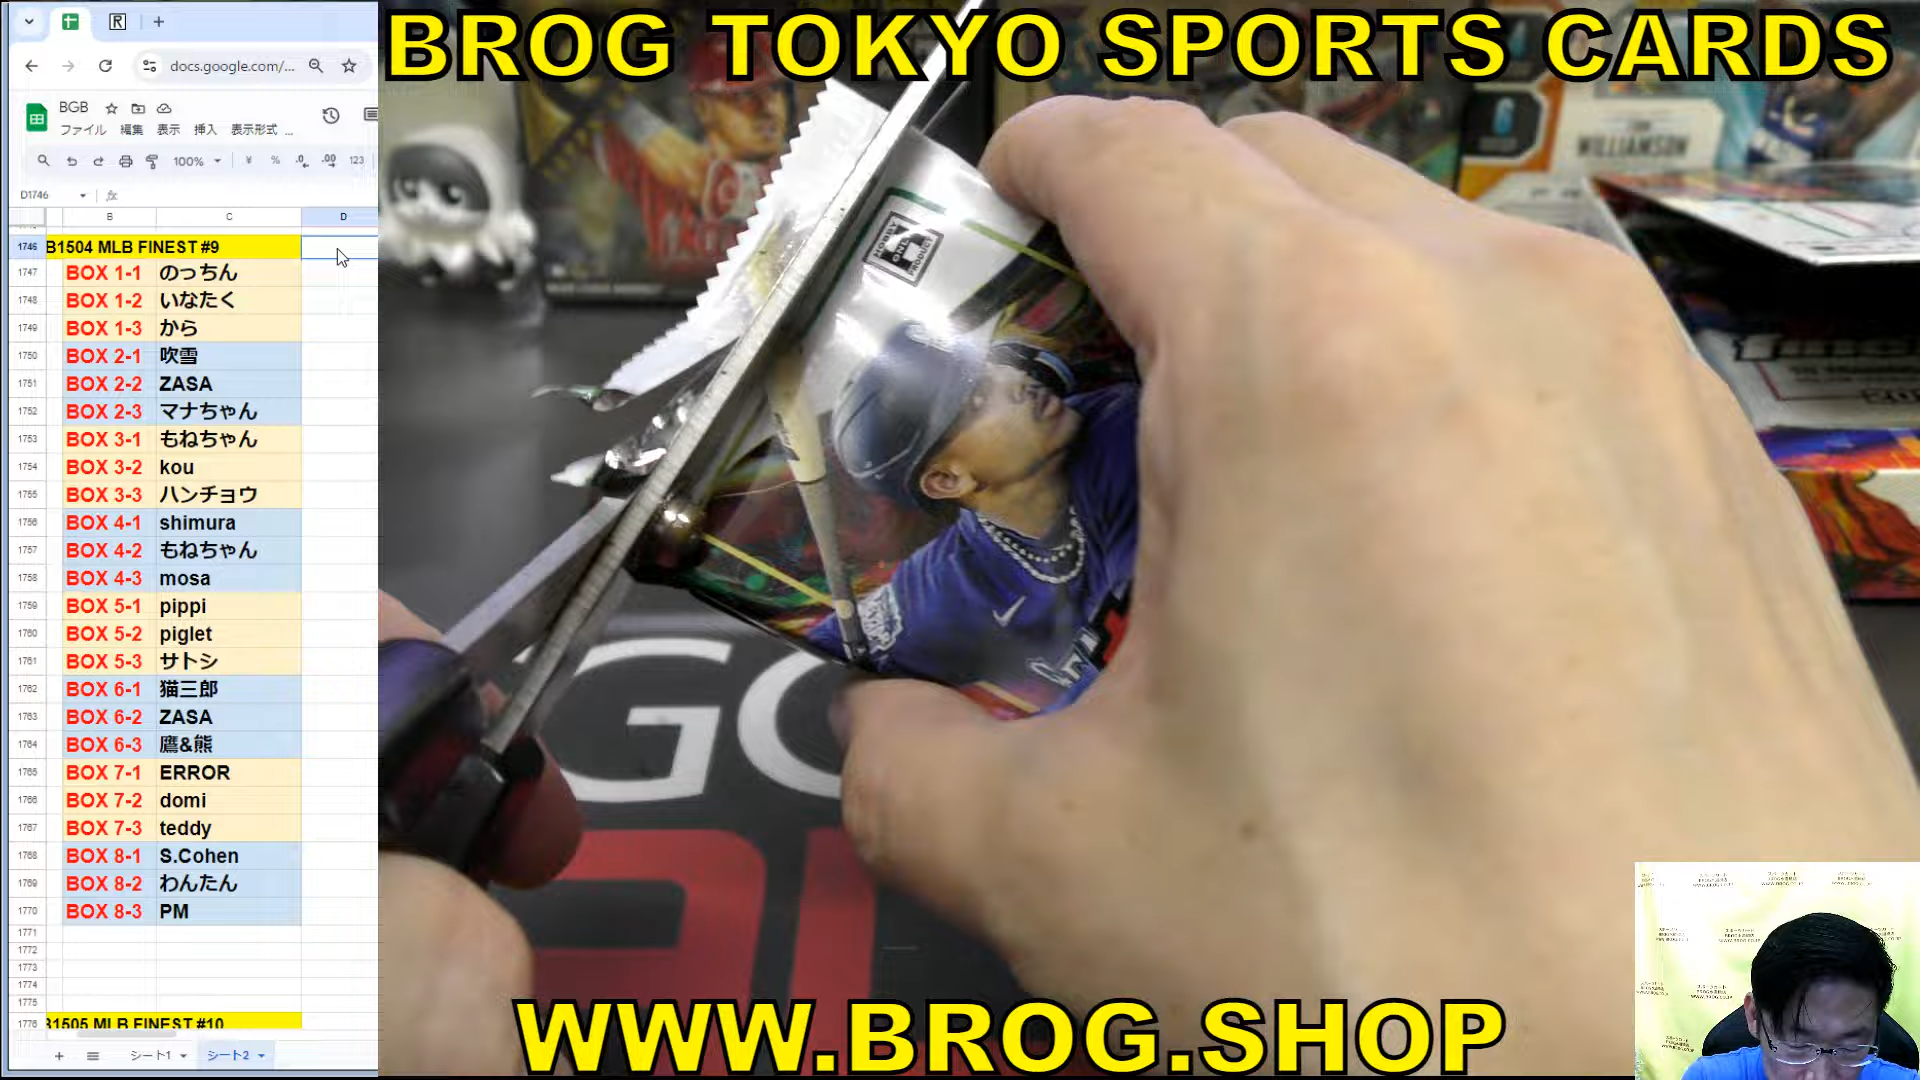 BROG TOKYO SPORTS CARDS
docs.google.com/...
BGB
ファイル 編集 表示 挿入 表示形式 ...
100% ¥ % .0 .00 123
D1746 fx
B C D
1746 B1504 MLB FINEST #9
1747 BOX 1-1 のっちん
1748 BOX 1-2 いなたく
1749 BOX 1-3 から
1750 BOX 2-1 吹雪
1751 BOX 2-2 ZASA
1752 BOX 2-3 マナちゃん
1753 BOX 3-1 もねちゃん
1754 BOX 3-2 kou
1755 BOX 3-3 ハンチョウ
1756 BOX 4-1 shimura
1757 BOX 4-2 もねちゃん
1758 BOX 4-3 mosa
1759 BOX 5-1 pippi
1760 BOX 5-2 piglet
1761 BOX 5-3 サトシ
1762 BOX 6-1 猫三郎
1763 BOX 6-2 ZASA
1764 BOX 6-3 鷹&熊
1765 BOX 7-1 ERROR
1766 BOX 7-2 domi
1767 BOX 7-3 teddy
1768 BOX 8-1 S.Cohen
1769 BOX 8-2 わんたん
1770 BOX 8-3 PM
1771
1772
1773
1774
1775
1776 B1505 MLB FINEST #10
シート1 シート2
HOBBY ONLY PRODUCT
WILLIAMSON
GO
WWW.BROG.SHOP